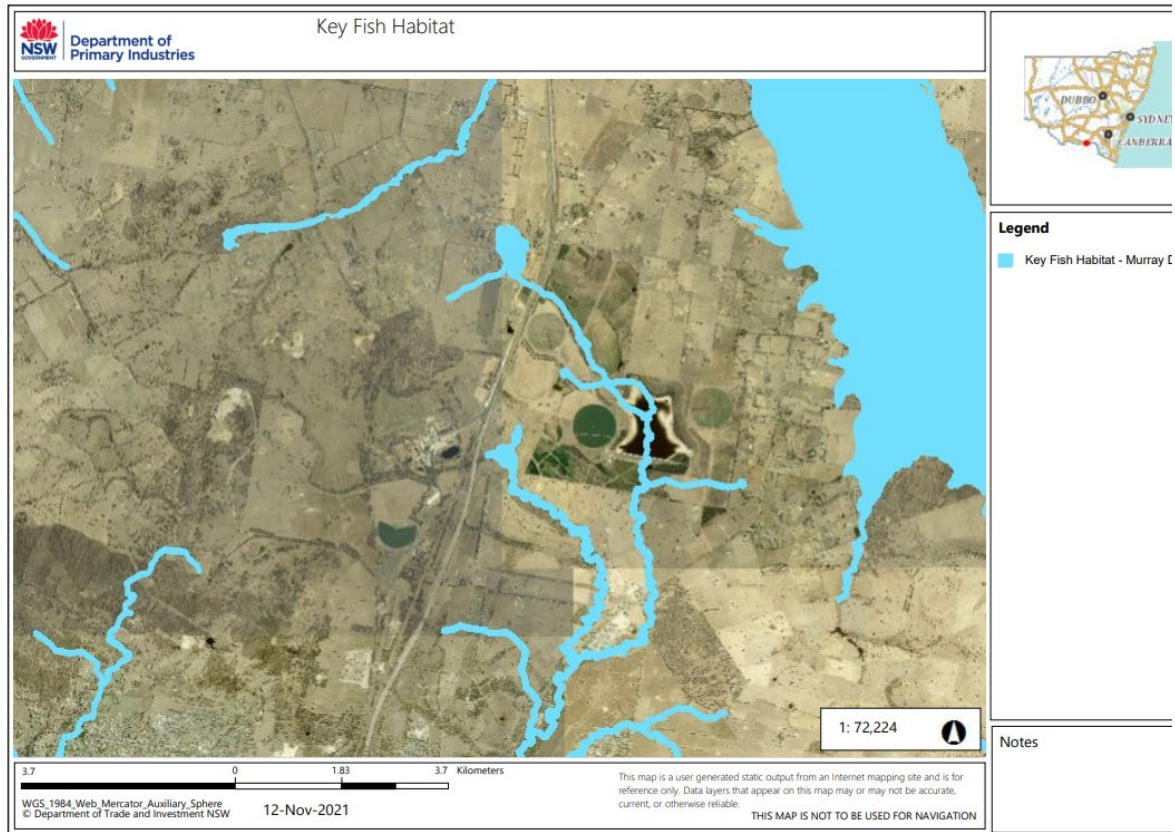 Key Fish Habitat
NSW
GOVERNMENT
Department of
Primary Industries
DUBBO
SYDNEY
CANBERRA
Legend
Key Fish Habitat - Murray D
1: 72,224
Notes
3.7 0 1.83 3.7 Kilometers
WGS_1984_Web_Mercator_Auxiliary_Sphere
© Department of Trade and Investment NSW
12-Nov-2021
This map is a user generated static output from an Internet mapping site and is for
reference only. Data layers that appear on this map may or may not be accurate,
current, or otherwise reliable.
THIS MAP IS NOT TO BE USED FOR NAVIGATION